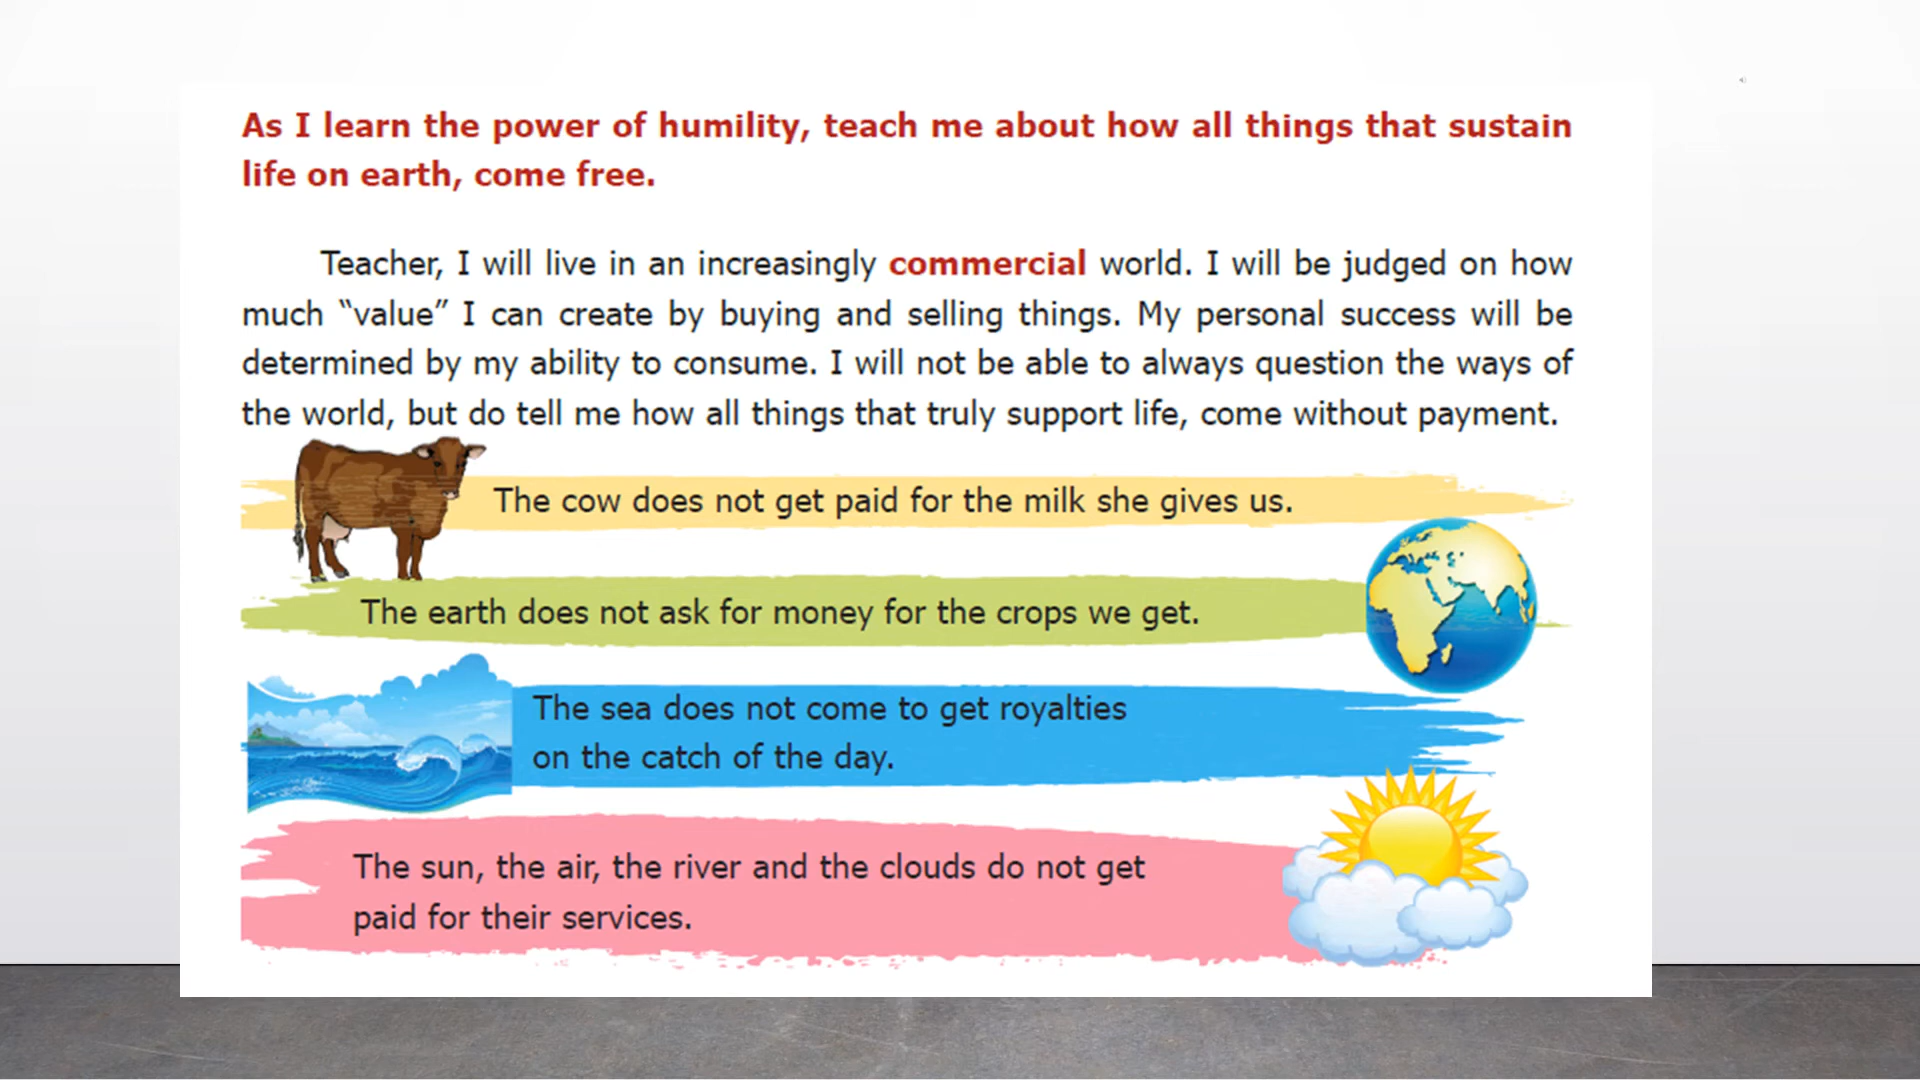 As I learn the power of humility, teach me about how all things that sustain
life on earth, come free.
Teacher, I will live in an increasingly commercial world. I will be judged on how
much “value” I can create by buying and selling things. My personal success will be
determined by my ability to consume. I will not be able to always question the ways of
the world, but do tell me how all things that truly support life, come without payment.
The cow does not get paid for the milk she gives us.
The earth does not ask for money for the crops we get.
The sea does not come to get royalties
on the catch of the day.
The sun, the air, the river and the clouds do not get
paid for their services.